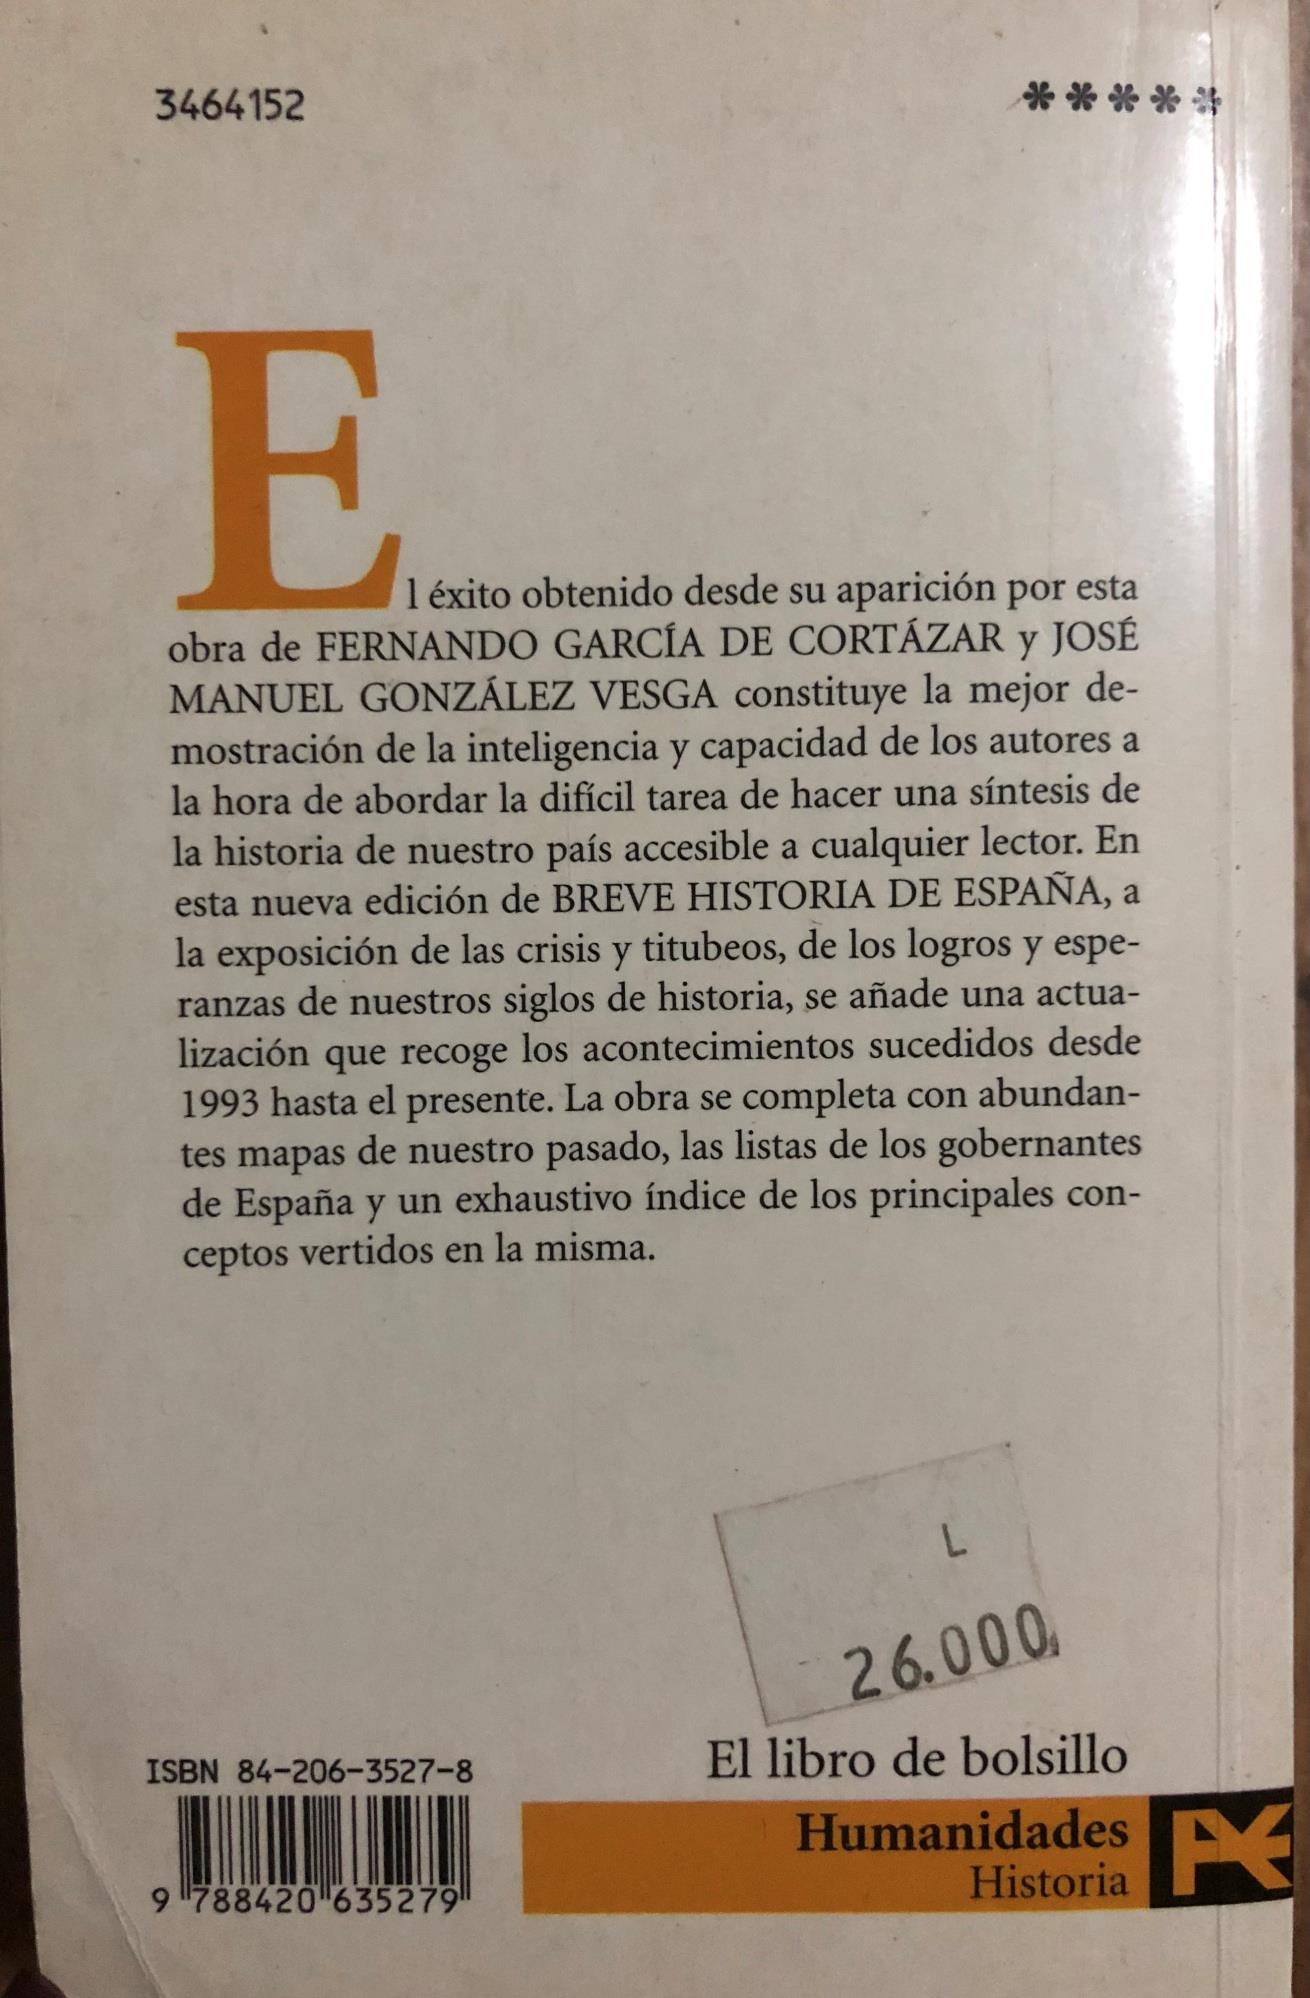 3464152 *****
El éxito obtenido desde su aparición por esta
obra de FERNANDO GARCÍA DE CORTÁZAR y JOSÉ
MANUEL GONZÁLEZ VESGA constituye la mejor de-
mostración de la inteligencia y capacidad de los autores a
la hora de abordar la difícil tarea de hacer una síntesis de
la historia de nuestro país accesible a cualquier lector. En
esta nueva edición de BREVE HISTORIA DE ESPAÑA, a
la exposición de las crisis y titubeos, de los logros y espe-
ranzas de nuestros siglos de historia, se añade una actua-
lización que recoge los acontecimientos sucedidos desde
1993 hasta el presente. La obra se completa con abundan-
tes mapas de nuestro pasado, las listas de los gobernantes
de España y un exhaustivo índice de los principales con-
ceptos vertidos en la misma.
L
26.000
El libro de bolsillo
Humanidades
Historia
ISBN 84-206-3527-8
9 788420 635279